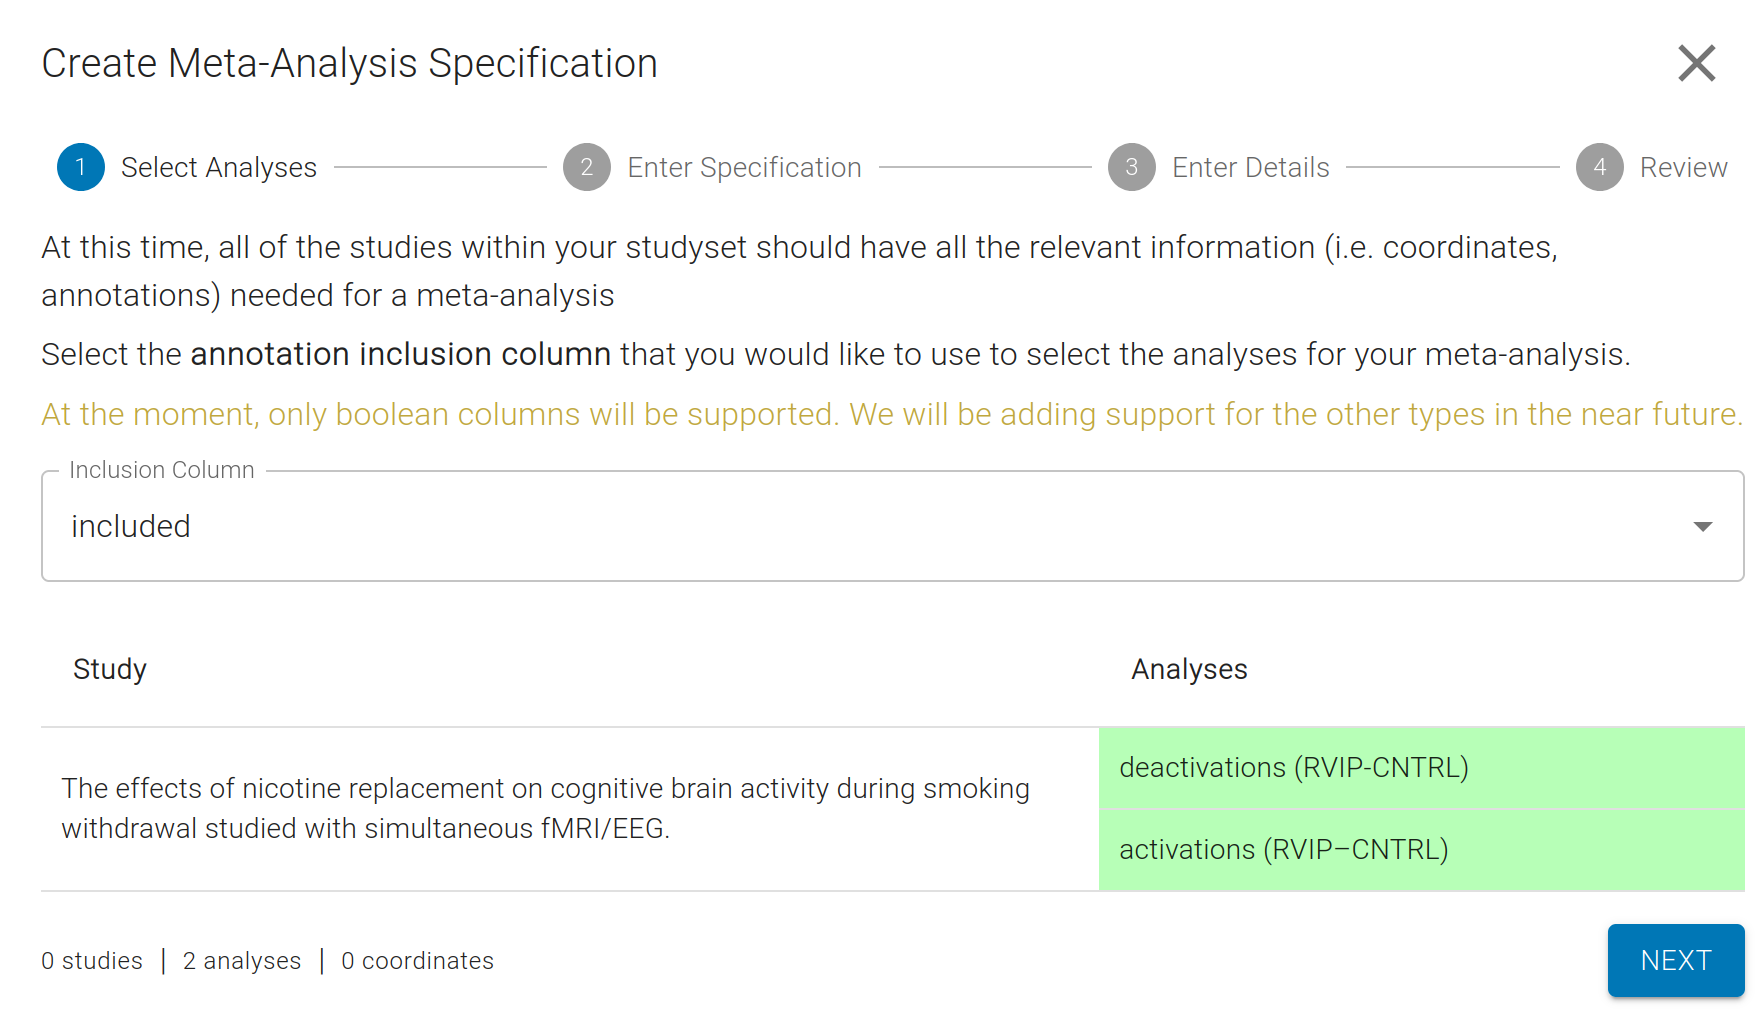 Create Meta-Analysis Specification
1 Select Analyses 2 Enter Specification 3 Enter Details 4 Review
At this time, all of the studies within your studyset should have all the relevant information (i.e. coordinates,
annotations) needed for a meta-analysis
Select the annotation inclusion column that you would like to use to select the analyses for your meta-analysis.
At the moment, only boolean columns will be supported. We will be adding support for the other types in the near future.
Inclusion Column
included
Study Analyses
The effects of nicotine replacement on cognitive brain activity during smoking
withdrawal studied with simultaneous fMRI/EEG.
deactivations (RVIP-CNTRL)
activations (RVIP–CNTRL)
0 studies | 2 analyses | 0 coordinates
NEXT